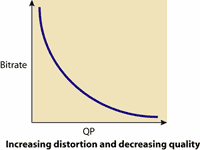 Bitrate
QP
Increasing distortion and decreasing quality